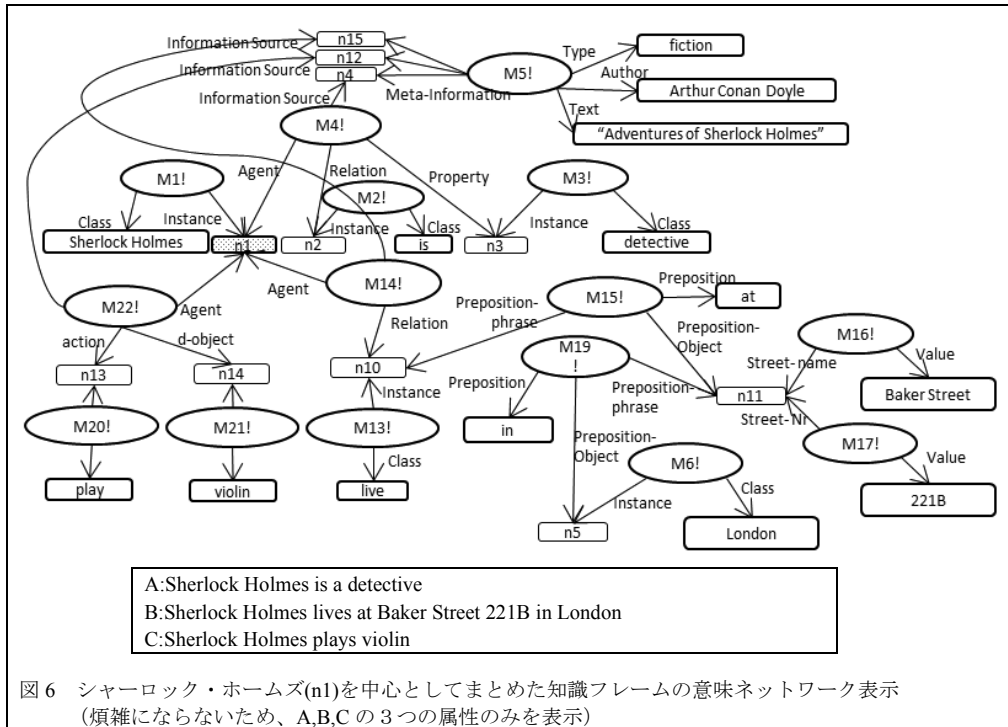 Information Source
n15
Type
fiction
Information Source
n12
M5!
Author
n4
Arthur Conan Doyle
Information Source
Meta-Information
Text
"Adventures of Sherlock Holmes"
M4!
Agent
Relation
Property
M1!
M2!
M3!
Class
Instance
Instance
Class
Instance
Class
Sherlock Holmes
n1
n2
is
n3
detective
Agent
M14!
M15!
Preposition
at
M22!
Agent
Relation
Preposition-
phrase
Preposition-
Object
M16!
action
d-object
M19
!
Street-name
Value
n13
n14
n10
Preposition
Preposition-
phrase
n11
Baker Street
Instance
Street-Nr
M20!
M21!
M13!
in
Preposition-
Object
M17!
Class
M6!
Value
play
violin
live
Instance
Class
221B
n5
London
A:Sherlock Holmes is a detective
B:Sherlock Holmes lives at Baker Street 221B in London
C:Sherlock Holmes plays violin
図 6 シャーロック・ホームズ(n1)を中心としてまとめた知識フレームの意味ネットワーク表示
（煩雑にならないため、A,B,C の３つの属性のみを表示）